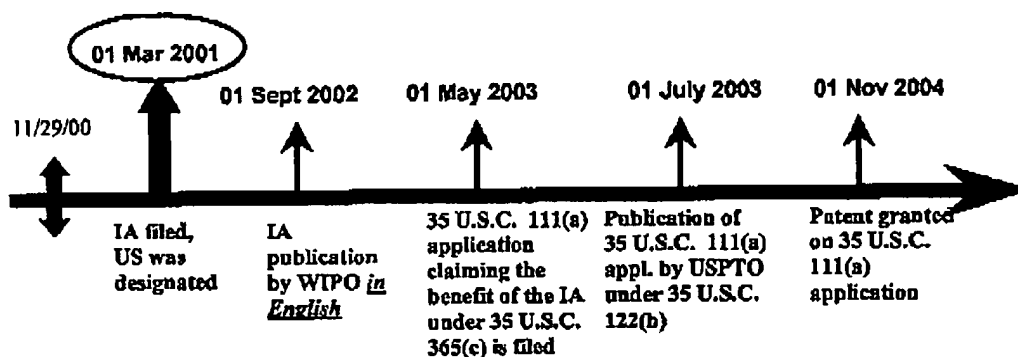 01 Mar 2001
01 Sept 2002
01 May 2003
01 July 2003
01 Nov 2004
11/29/00
IA filed,
US was
designated
IA
publication
by WIPO in
English
35 U.S.C. 111(a)
application
claiming the
benefit of the IA
under 35 U.S.C.
365(c) is filed
Publication of
35 U.S.C. 111(a)
appl. by USPTO
under 35 U.S.C.
122(b)
Patent granted
on 35 U.S.C.
111(a)
application